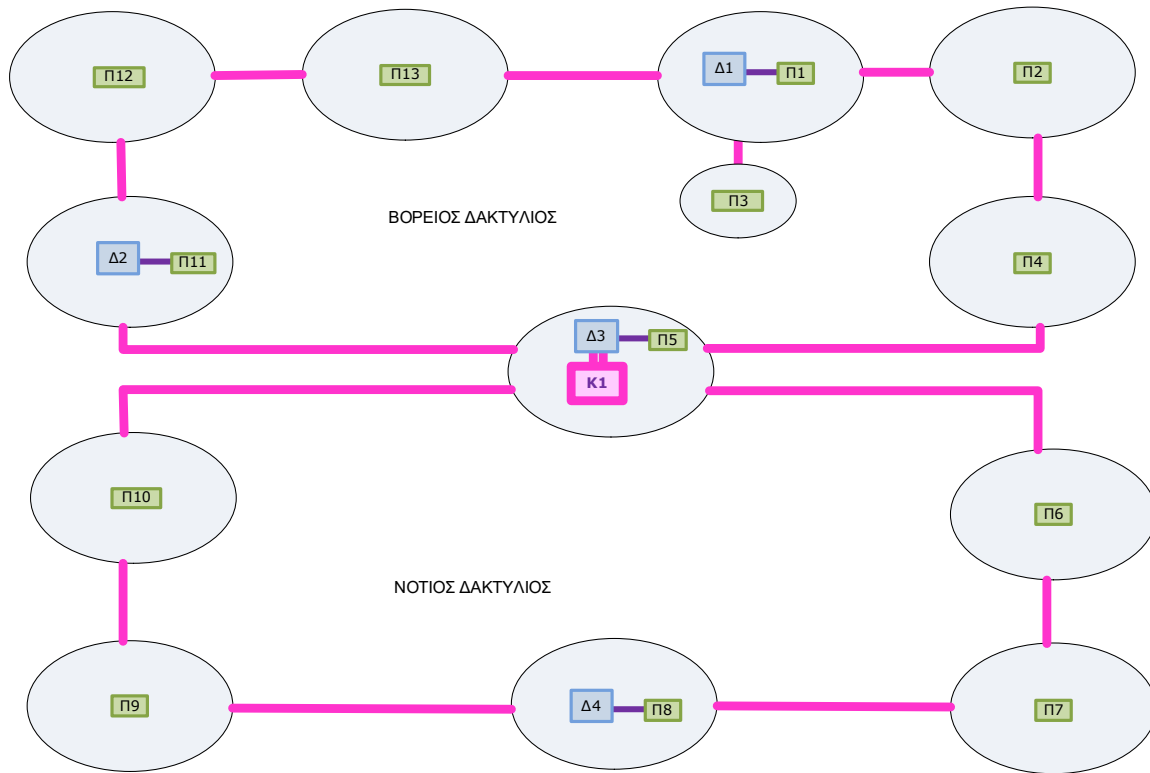 Π12
Π13
Δ1
Π1
Π2
Π3
ΒΟΡΕΙΟΣ ΔΑΚΤΥΛΙΟΣ
Δ2
Π11
Π4
Δ3
Π5
Κ1
Π10
Π6
ΝΟΤΙΟΣ ΔΑΚΤΥΛΙΟΣ
Π9
Δ4
Π8
Π7